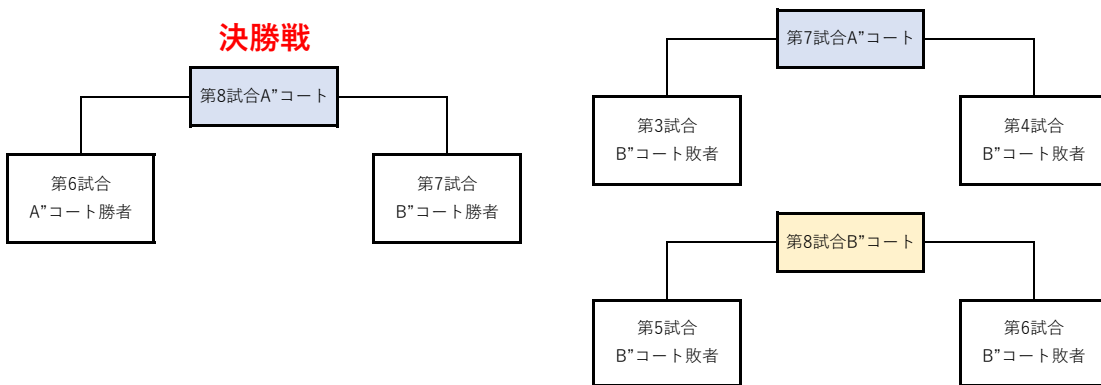 決勝戦
第8試合A”コート
第6試合
A”コート勝者
第7試合
B”コート勝者
第7試合A”コート
第3試合
B”コート敗者
第4試合
B”コート敗者
第8試合B”コート
第5試合
B”コート敗者
第6試合
B”コート敗者